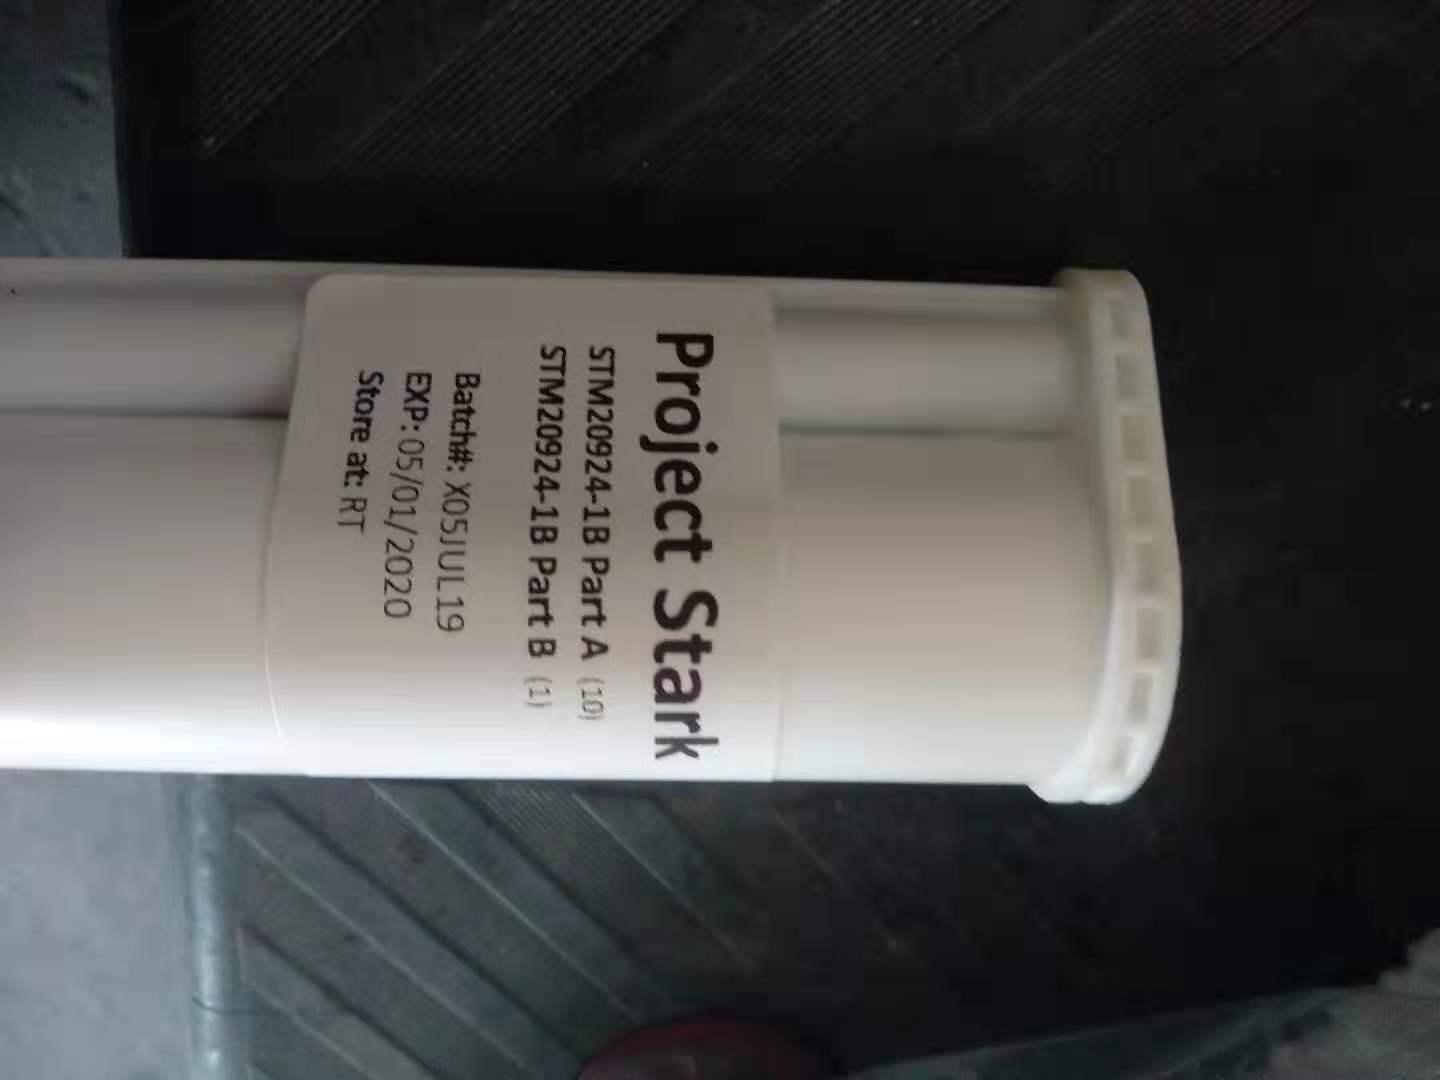 Project Stark
STM20924-1B Part A (10)
STM20924-1B Part B (1)
Batch#: X05JUL19
EXP: 05/01/2020
Store at: RT